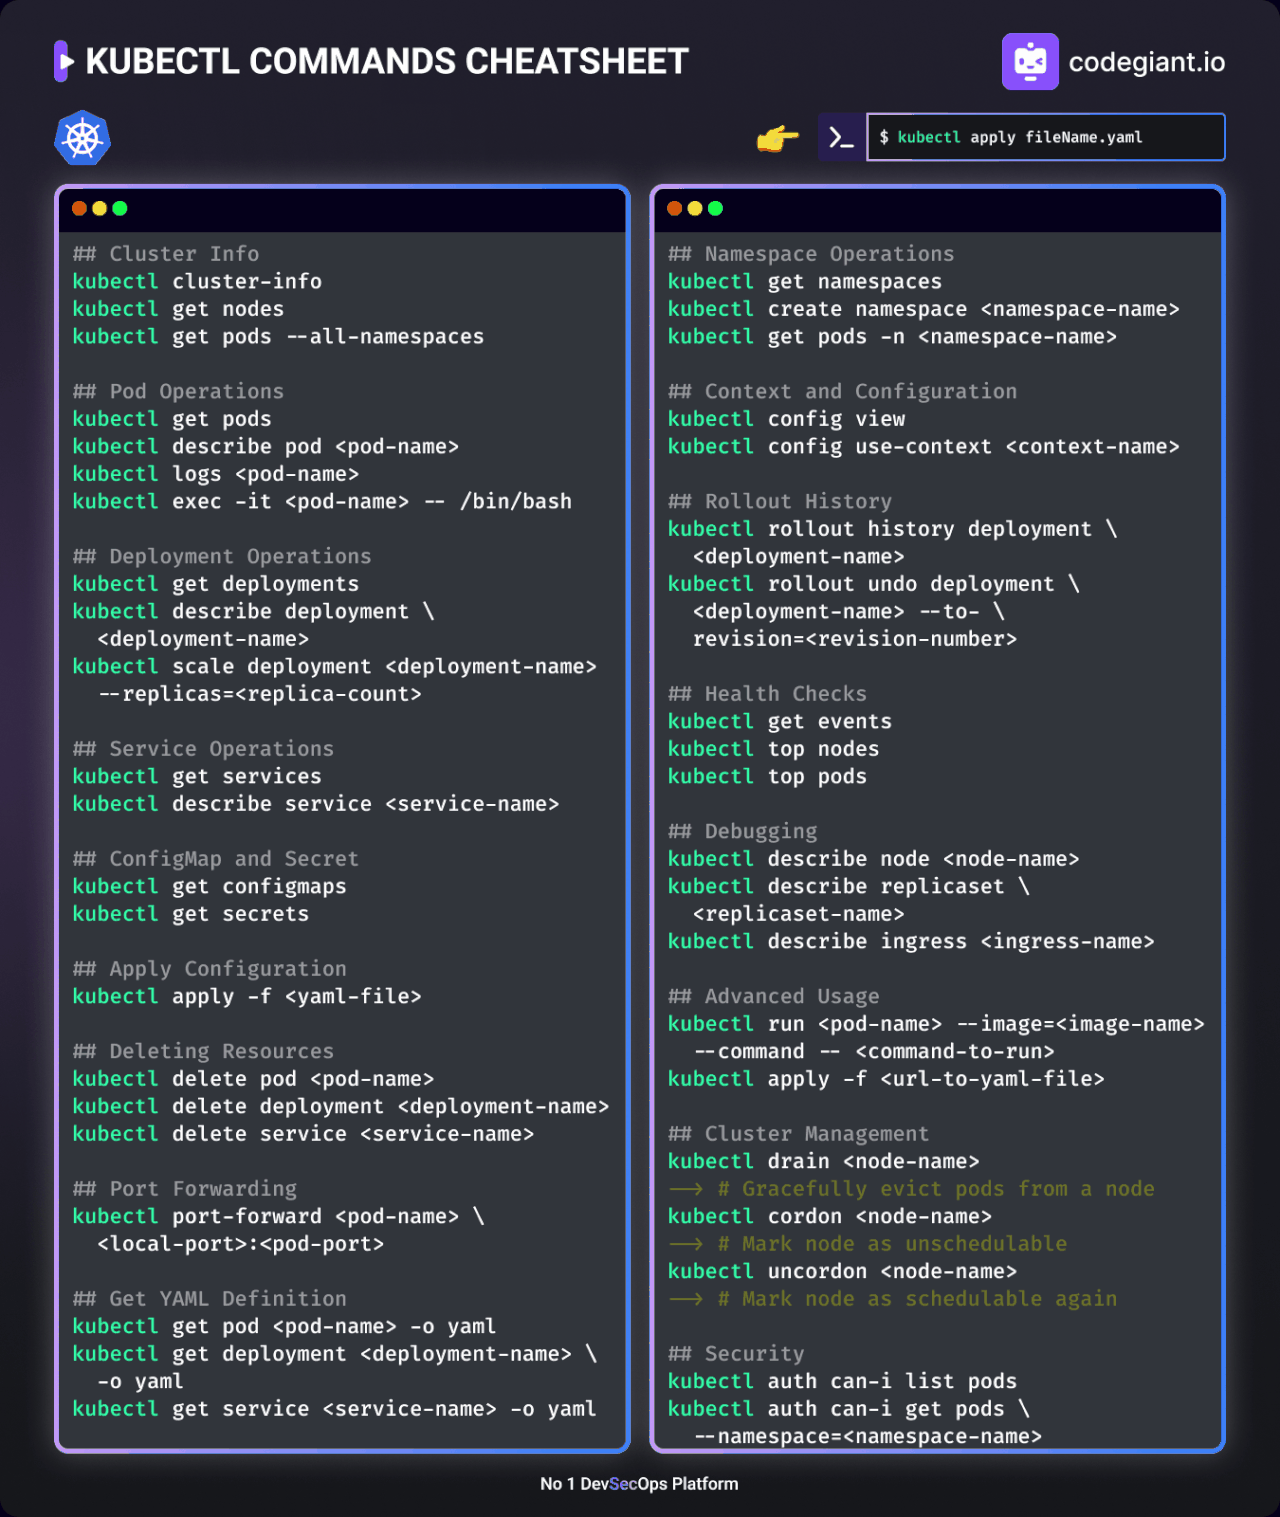 KUBECTL COMMANDS CHEATSHEET
codegiant.io
$ kubectl apply fileName.yaml
## Cluster Info
kubectl cluster-info
kubectl get nodes
kubectl get pods --all-namespaces
## Pod Operations
kubectl get pods
kubectl describe pod <pod-name>
kubectl logs <pod-name>
kubectl exec -it <pod-name> -- /bin/bash
## Deployment Operations
kubectl get deployments
kubectl describe deployment \
<deployment-name>
kubectl scale deployment <deployment-name>
--replicas=<replica-count>
## Service Operations
kubectl get services
kubectl describe service <service-name>
## ConfigMap and Secret
kubectl get configmaps
kubectl get secrets
## Apply Configuration
kubectl apply -f <yaml-file>
## Deleting Resources
kubectl delete pod <pod-name>
kubectl delete deployment <deployment-name>
kubectl delete service <service-name>
## Port Forwarding
kubectl port-forward <pod-name> \
<local-port>:<pod-port>
## Get YAML Definition
kubectl get pod <pod-name> -o yaml
kubectl get deployment <deployment-name> \
-o yaml
kubectl get service <service-name> -o yaml
## Namespace Operations
kubectl get namespaces
kubectl create namespace <namespace-name>
kubectl get pods -n <namespace-name>
## Context and Configuration
kubectl config view
kubectl config use-context <context-name>
## Rollout History
kubectl rollout history deployment \
<deployment-name>
kubectl rollout undo deployment \
<deployment-name> --to- \
revision=<revision-number>
## Health Checks
kubectl get events
kubectl top nodes
kubectl top pods
## Debugging
kubectl describe node <node-name>
kubectl describe replicaset \
<replicaset-name>
kubectl describe ingress <ingress-name>
## Advanced Usage
kubectl run <pod-name> --image=<image-name>
--command -- <command-to-run>
kubectl apply -f <url-to-yaml-file>
## Cluster Management
kubectl drain <node-name>
--> # Gracefully evict pods from a node
kubectl cordon <node-name>
--> # Mark node as unschedulable
kubectl uncordon <node-name>
--> # Mark node as schedulable again
## Security
kubectl auth can-i list pods
kubectl auth can-i get pods \
--namespace=<namespace-name>
No 1 DevSecOps Platform